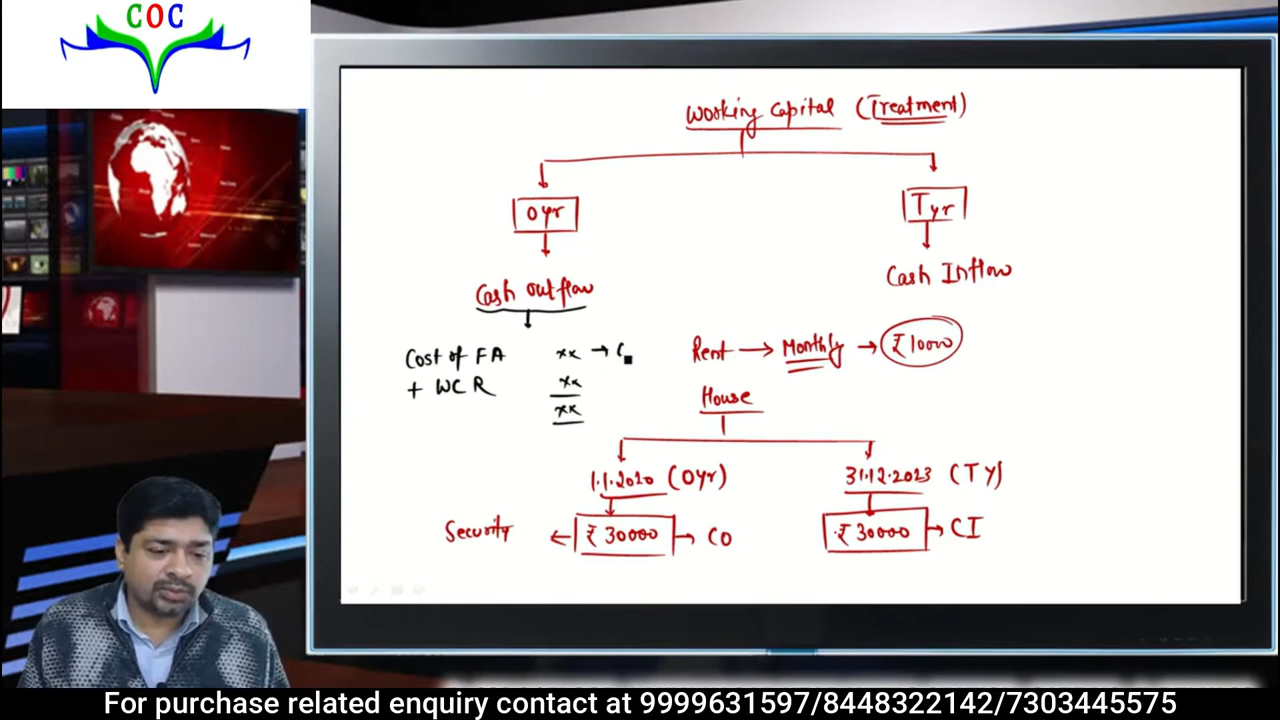 COC
Working Capital (Treatment)
0 yr
T yr
Cash Outflow
Cash Inflow
Cost of FA xx → C
+ WCR xx
xx
Rent → Monthly → ₹ 10000
House
1.1.2020 (0 yr)
31.12.2023 (TY)
Security ← ₹ 30000 → CO
₹ 30000 → CI
For purchase related enquiry contact at 9999631597/8448322142/7303445575